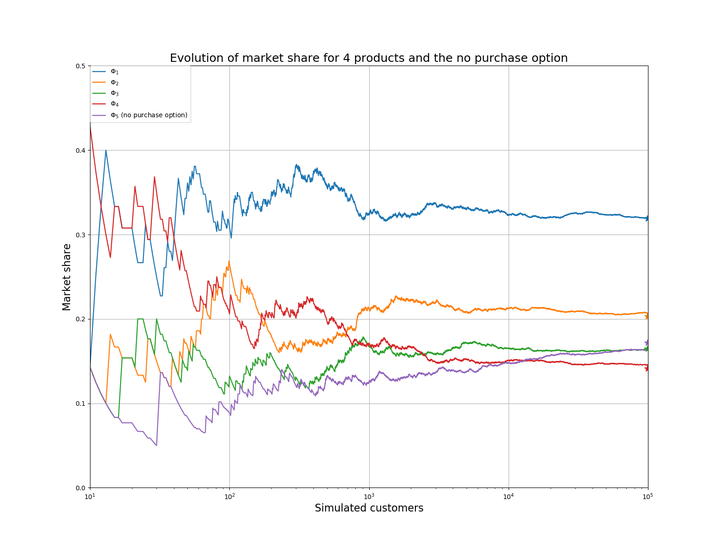 Evolution of market share for 4 products and the no purchase option
Market share
0.5
0.4
0.3
0.2
0.1
0.0
Φ1
Φ2
Φ3
Φ4
Φ5 (no purchase option)
10^1
10^2
10^3
10^4
10^5
Simulated customers